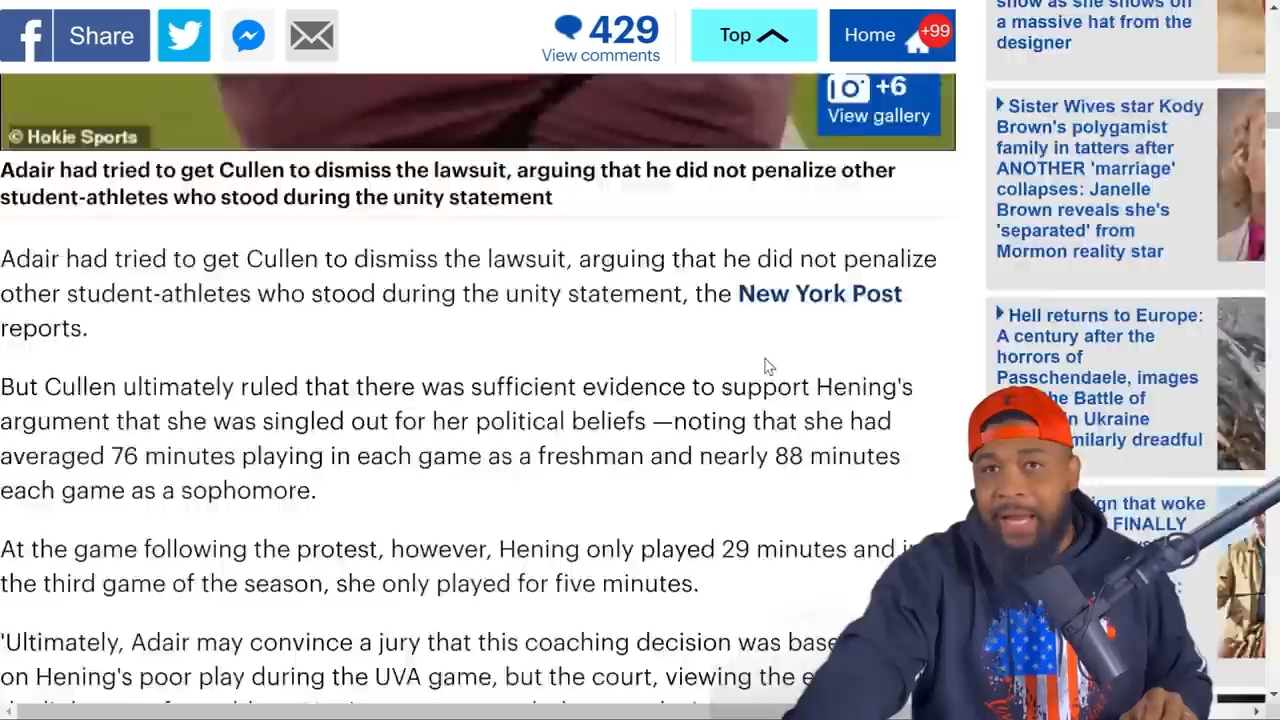 Share
429
View comments
Top
Home
+99
+6
View gallery
© Hokie Sports
Adair had tried to get Cullen to dismiss the lawsuit, arguing that he did not penalize other
student-athletes who stood during the unity statement
Adair had tried to get Cullen to dismiss the lawsuit, arguing that he did not penalize
other student-athletes who stood during the unity statement, the New York Post
reports.
But Cullen ultimately ruled that there was sufficient evidence to support Hening's
argument that she was singled out for her political beliefs —noting that she had
averaged 76 minutes playing in each game as a freshman and nearly 88 minutes
each game as a sophomore.
At the game following the protest, however, Hening only played 29 minutes and
the third game of the season, she only played for five minutes.
'Ultimately, Adair may convince a jury that this coaching decision was
on Hening's poor play during the UVA game, but the court, viewing the
show as she shows on
a massive hat from the
designer
Sister Wives star Kody
Brown's polygamist
family in tatters after
ANOTHER 'marriage'
collapses: Janelle
Brown reveals she's
'separated' from
Mormon reality star
Hell returns to Europe:
A century after the
horrors of
Passchendaele, images
Battle of
Ukraine
dreadful
that woke
FINALLY